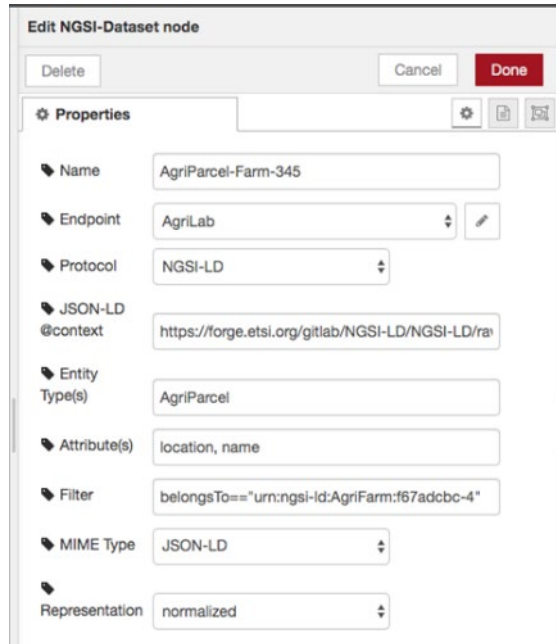 Edit NGSI-Dataset node
Delete Cancel Done
Properties
Name AgriParcel-Farm-345
Endpoint AgriLab
Protocol NGSI-LD
JSON-LD
@context https://forge.etsi.org/gitlab/NGSI-LD/NGSI-LD/ra
Entity
Type(s) AgriParcel
Attribute(s) location, name
Filter belongsTo=="urn:ngsi-ld:AgriFarm:f67adcbc-4"
MIME Type JSON-LD
Representation normalized